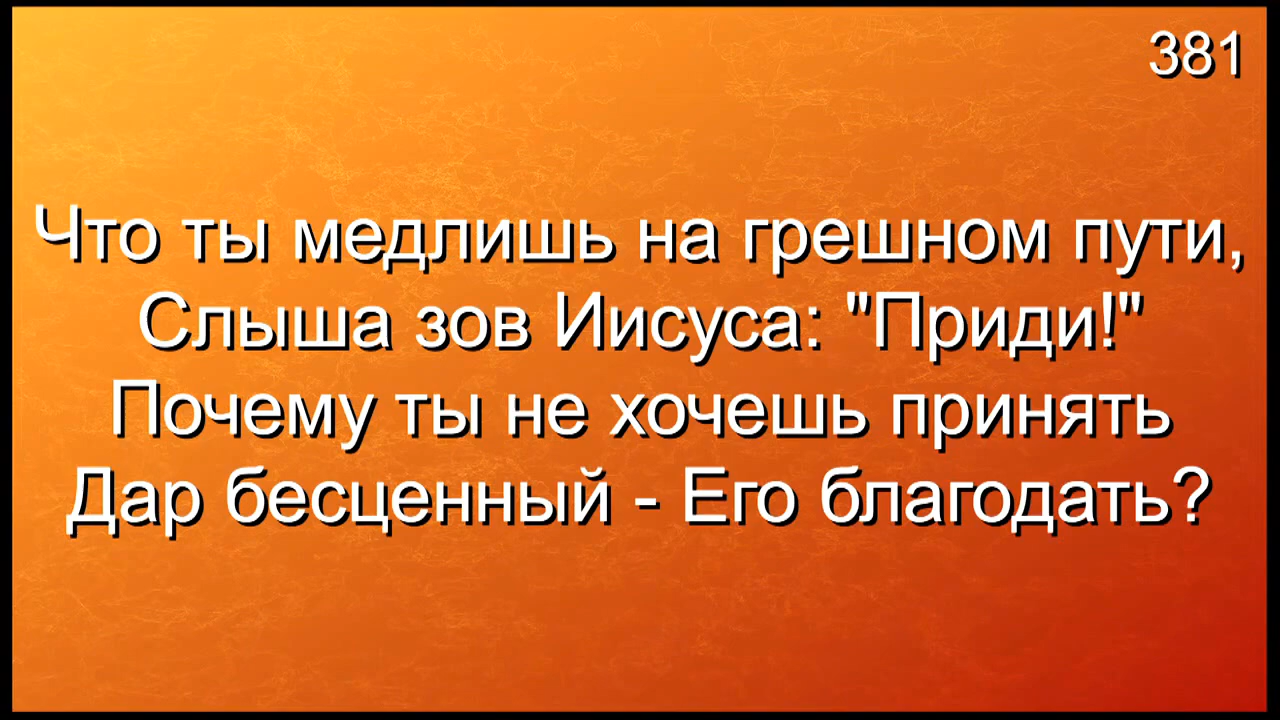 381
Что ты медлишь на грешном пути,
Слыша зов Иисуса: "Приди!"
Почему ты не хочешь принять
Дар бесценный - Его благодать?